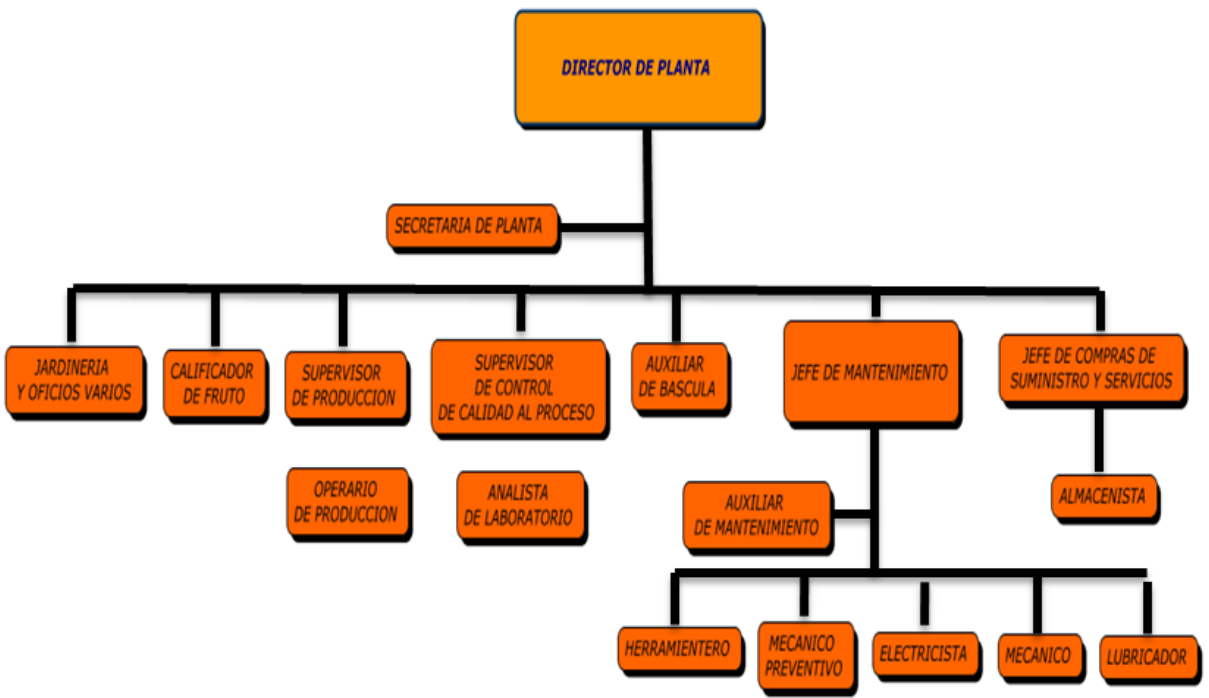 DIRECTOR DE PLANTA
SECRETARIA DE PLANTA
JARDINERIA
Y OFICIOS VARIOS
CALIFICADOR
DE FRUTO
SUPERVISOR
DE PRODUCCION
SUPERVISOR
DE CONTROL
DE CALIDAD AL PROCESO
AUXILIAR
DE BASCULA
JEFE DE MANTENIMIENTO
JEFE DE COMPRAS DE
SUMINISTRO Y SERVICIOS
OPERARIO
DE PRODUCCION
ANALISTA
DE LABORATORIO
AUXILIAR
DE MANTENIMIENTO
ALMACENISTA
HERRAMIENTERO
MECANICO
PREVENTIVO
ELECTRICISTA
MECANICO
LUBRICADOR